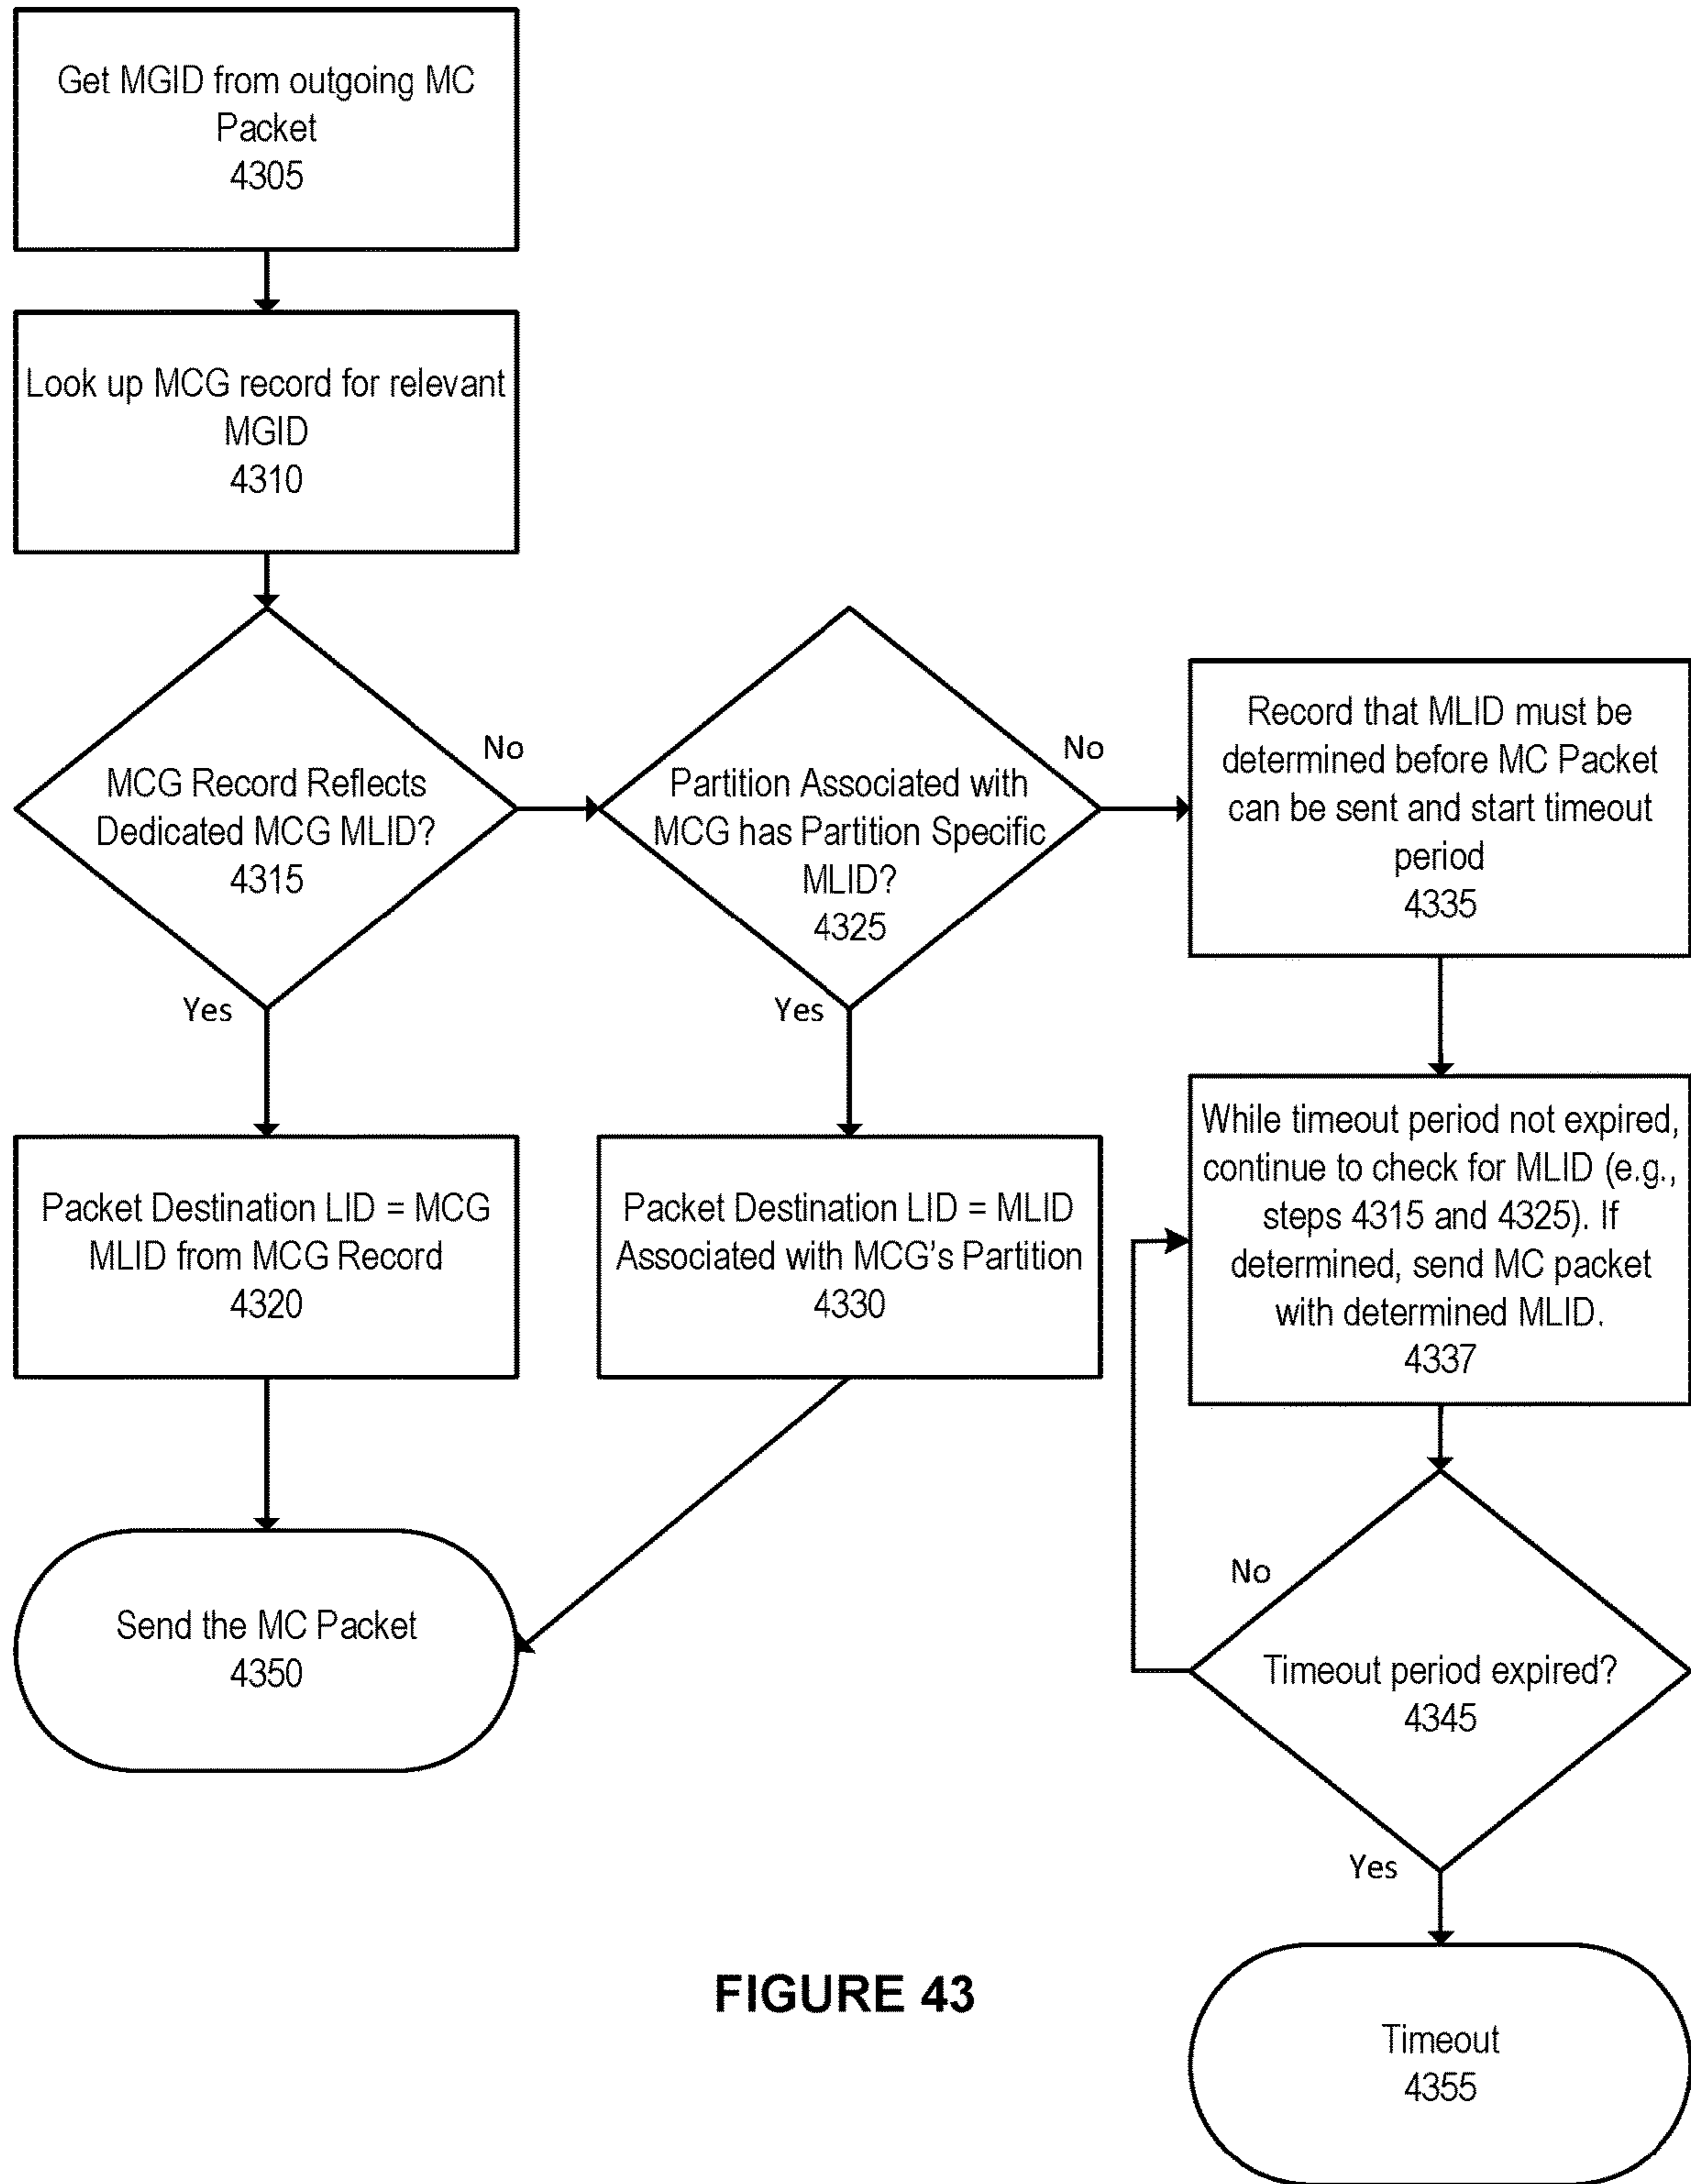 Get MGID from outgoing MC
Packet
4305
Look up MCG record for relevant
MGID
4310
MCG Record Reflects
Dedicated MCG MLID?
4315
No
Yes
Partition Associated with
MCG has Partition Specific
MLID?
4325
No
Yes
Record that MLID must be
determined before MC Packet
can be sent and start timeout
period
4335
Packet Destination LID = MCG
MLID from MCG Record
4320
Packet Destination LID = MLID
Associated with MCG's Partition
4330
While timeout period not expired,
continue to check for MLID (e.g.,
steps 4315 and 4325). If
determined, send MC packet
with determined MLID.
4337
Send the MC Packet
4350
No
Timeout period expired?
4345
Yes
Timeout
4355
FIGURE 43